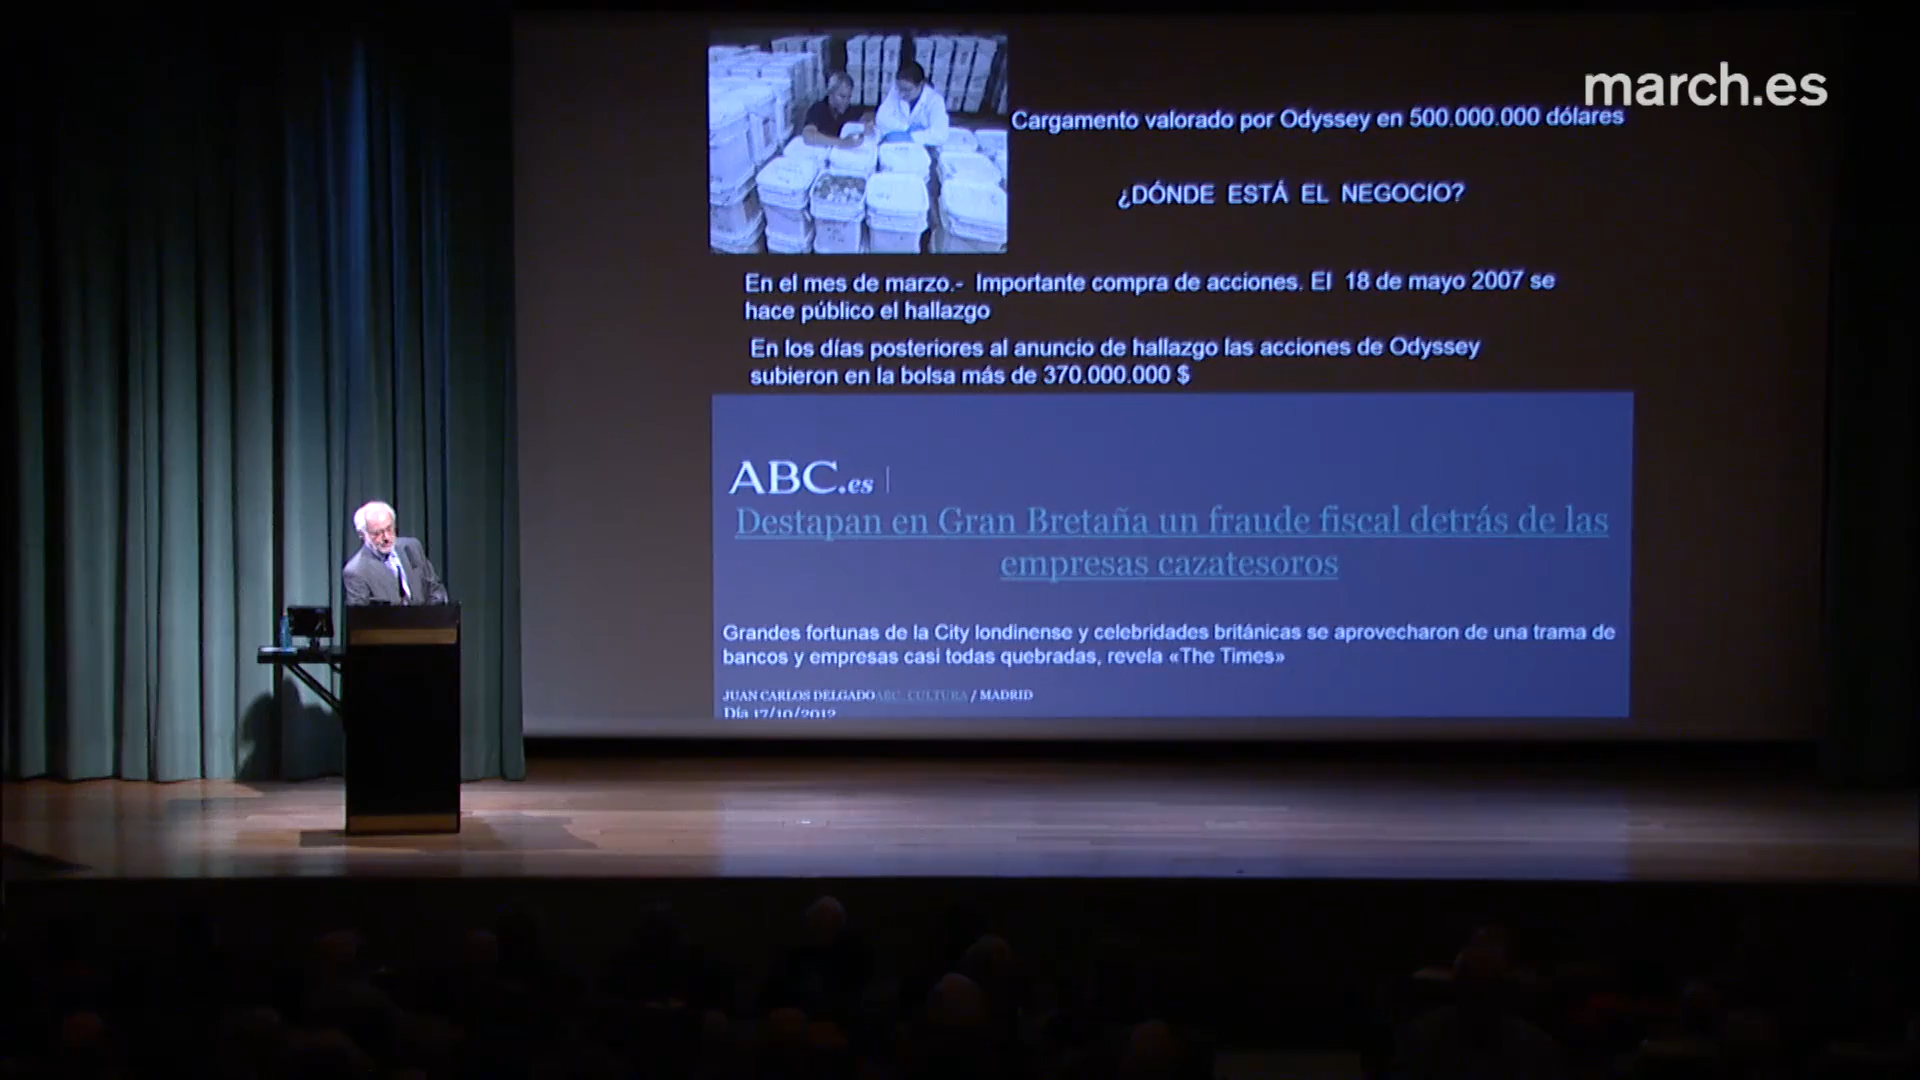 march.es
Cargamento valorado por Odyssey en 500.000.000 dólares
¿DÓNDE ESTÁ EL NEGOCIO?
En el mes de marzo.- Importante compra de acciones. El 18 de mayo 2007 se
hace público el hallazgo
En los días posteriores al anuncio de hallazgo las acciones de Odyssey
subieron en la bolsa más de 370.000.000 $
ABC.es
Destapan en Gran Bretaña un fraude fiscal detrás de las
empresas cazatesoros
Grandes fortunas de la City londinense y celebridades británicas se aprovecharon de una trama de
bancos y empresas casi todas quebradas, revela «The Times»
JUAN CARLOS DELGADO ABC_CULTURA / MADRID
Día 17/10/2012